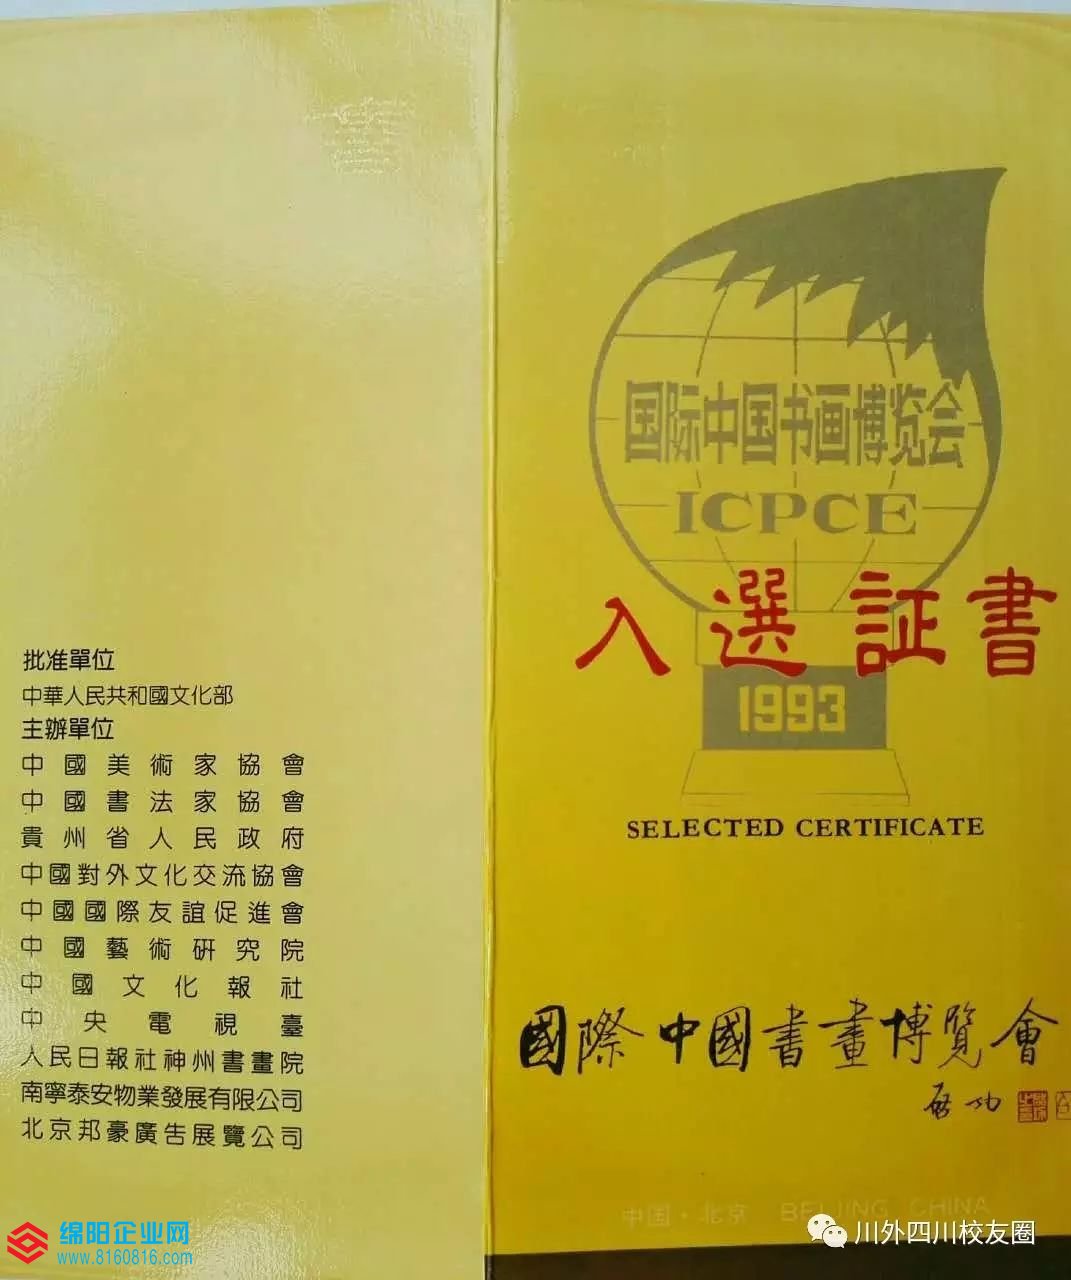 批准單位
中華人民共和國文化部
主辦單位
中國美術家協會
中國書法家協會
貴州省人民政府
中國對外文化交流協會
中國國際友誼促進會
中國藝術研究院
中國文化報社
中央電視臺
人民日報社神州書畫院
南寧泰安物業發展有限公司
北京邦豪廣告展覽公司
国际中国书画博览会
ICPCE
入選証書
1993
SELECTED CERTIFICATE
國際中國書畫博覽會
啟功
中国·北京 BEIJING CHINA
绵阳企业网
www.8160816.com
川外四川校友圈